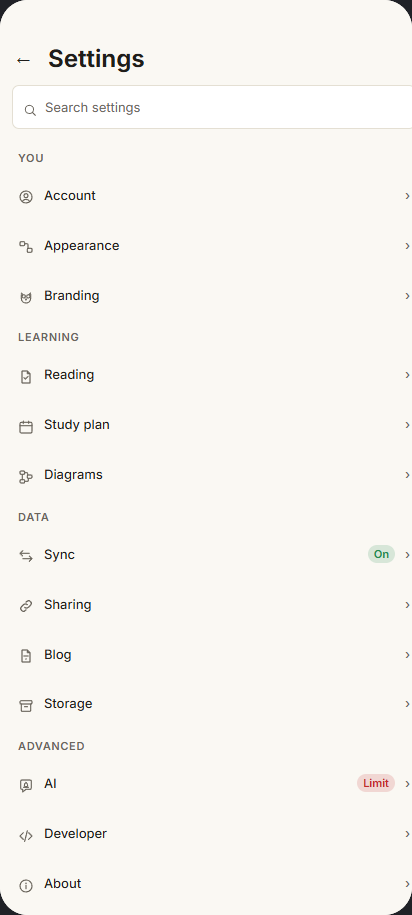 ← Settings
Search settings
YOU
Account ›
Appearance ›
Branding ›
LEARNING
Reading ›
Study plan ›
Diagrams ›
DATA
Sync On ›
Sharing ›
Blog ›
Storage ›
ADVANCED
AI Limit ›
Developer ›
About ›